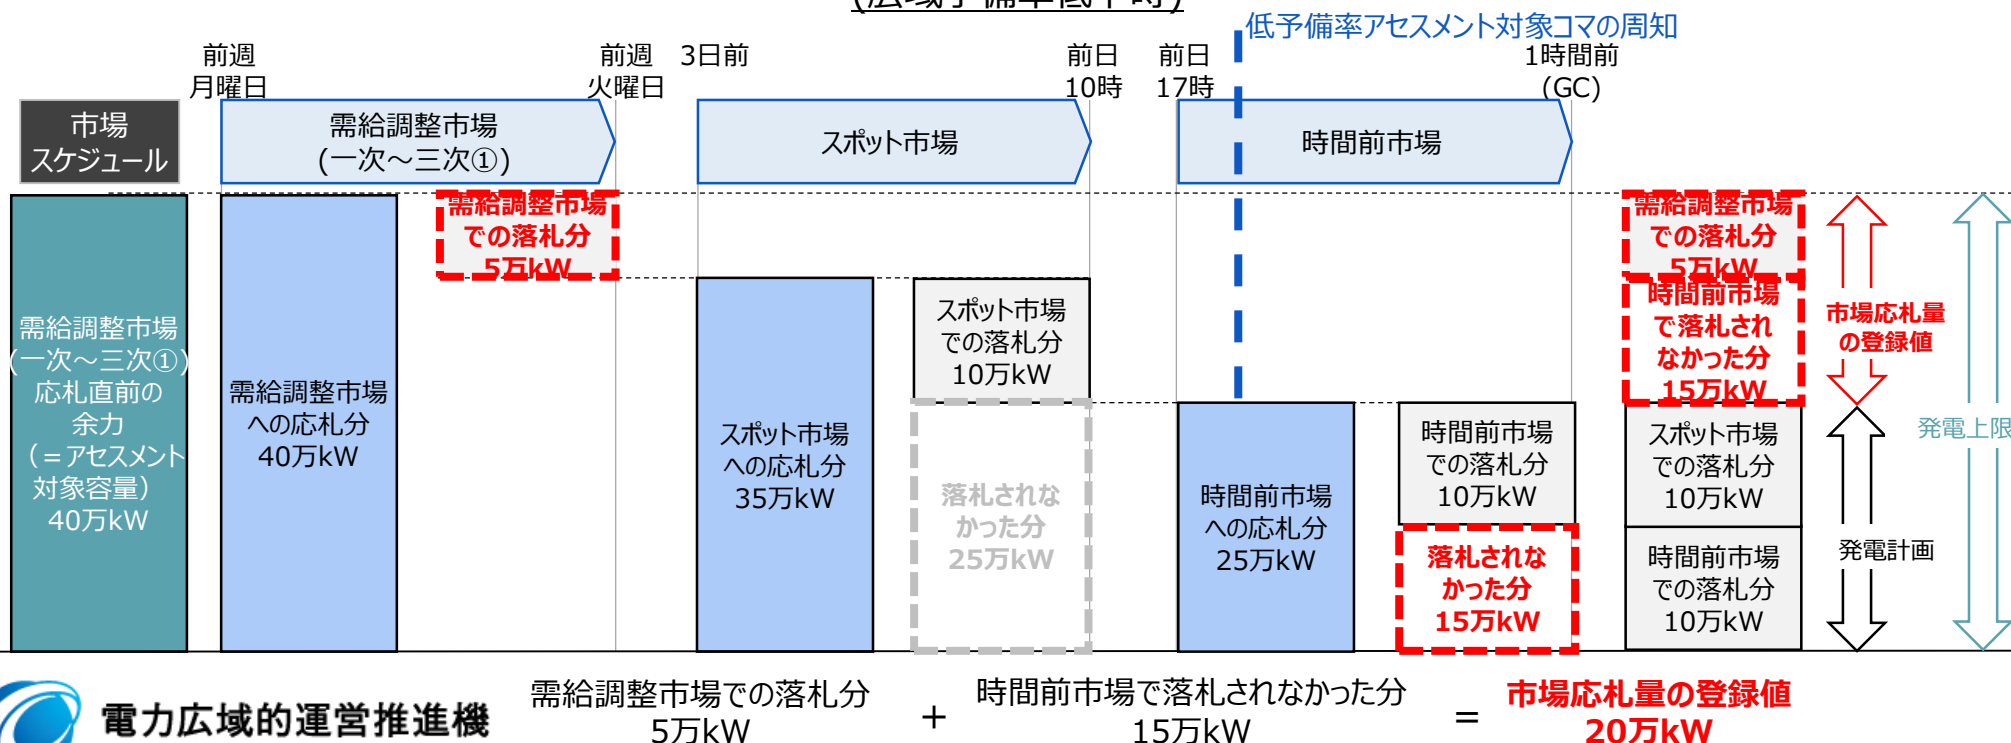 (広域予備率低下時)
低予備率アセスメント対象コマの周知
前週
月曜日
前週
火曜日
3日前
前日
10時
前日
17時
1時間前
(GC)
市場
スケジュール
需給調整市場
(一次～三次①)
スポット市場
時間前市場
需給調整市場
(一次～三次①)
応札直前の
余力
(＝アセスメント
対象容量)
40万kW
需給調整市場
への応札分
40万kW
需給調整市場
での落札分
5万kW
スポット市場
への応札分
35万kW
スポット市場
での落札分
10万kW
落札されな
かった分
25万kW
時間前市場
への応札分
25万kW
時間前市場
での落札分
10万kW
落札されな
かった分
15万kW
需給調整市場
での落札分
5万kW
時間前市場
で落札され
なかった分
15万kW
スポット市場
での落札分
10万kW
時間前市場
での落札分
10万kW
市場応札量
の登録値
発電計画
発電上限
電力広域的運営推進機
需給調整市場での落札分
5万kW
+
時間前市場で落札されなかった分
15万kW
=
市場応札量の登録値
20万kW